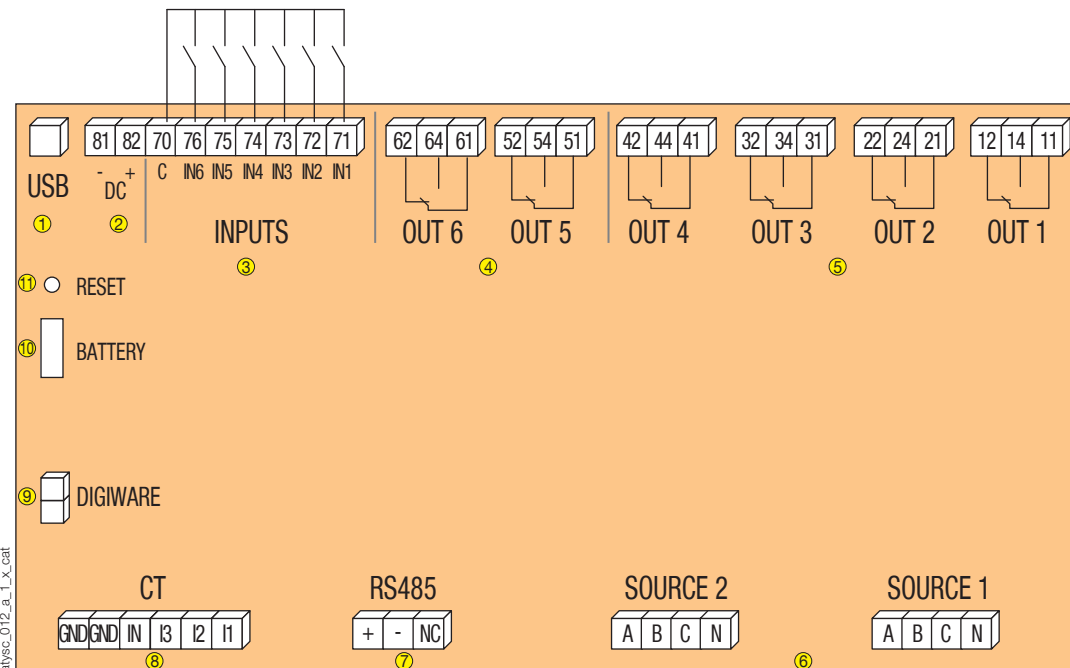 81 82 70 76 75 74 73 72 71 62 64 61 52 54 51 42 44 41 32 34 31 22 24 21 12 14 11
- + C IN6 IN5 IN4 IN3 IN2 IN1
USB DC
1 2 INPUTS OUT 6 OUT 5 OUT 4 OUT 3 OUT 2 OUT 1
3 4 5
11 RESET
10 BATTERY
9 DIGIWARE
CT RS485 SOURCE 2 SOURCE 1
GND GND IN I3 I2 I1 + - NC A B C N A B C N
8 7 6
atysc_012_a_1_x_cat